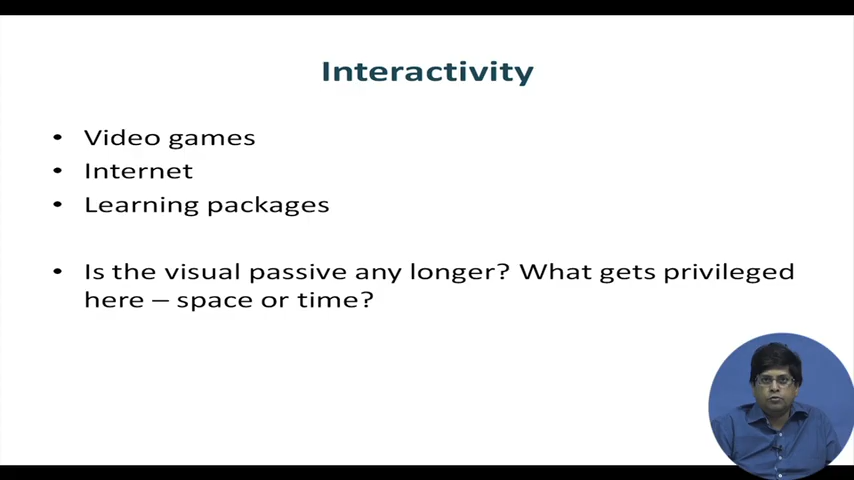 Interactivity
• Video games
• Internet
• Learning packages
• Is the visual passive any longer? What gets privileged
here – space or time?